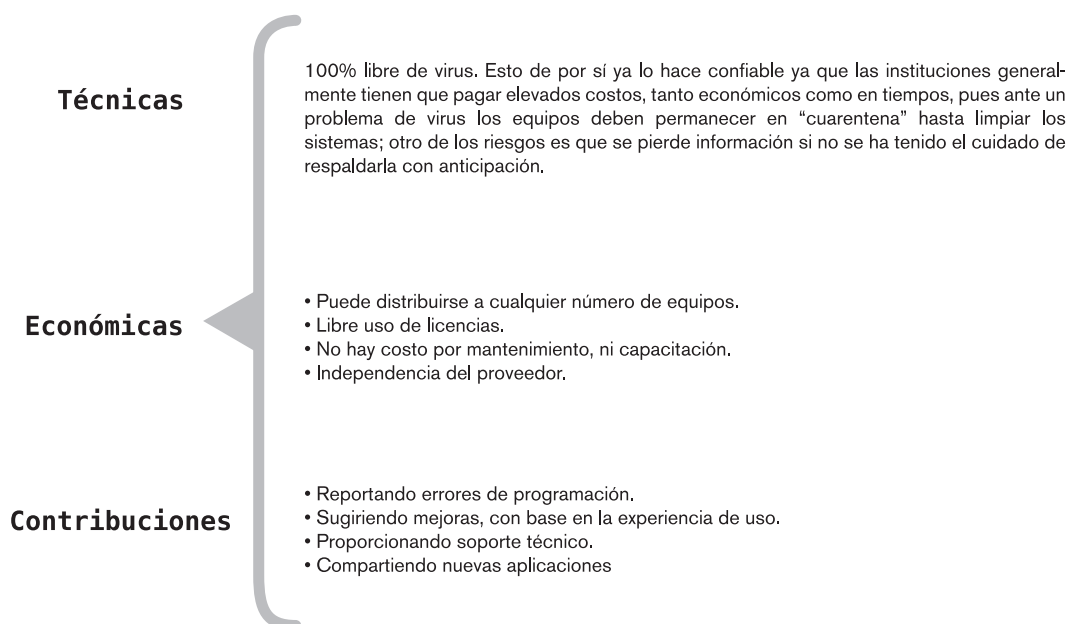 Técnicas
100% libre de virus. Esto de por sí ya lo hace confiable ya que las instituciones general-
mente tienen que pagar elevados costos, tanto económicos como en tiempos, pues ante un
problema de virus los equipos deben permanecer en “cuarentena” hasta limpiar los
sistemas; otro de los riesgos es que se pierde información si no se ha tenido el cuidado de
respaldarla con anticipación.
Económicas
• Puede distribuirse a cualquier número de equipos.
• Libre uso de licencias.
• No hay costo por mantenimiento, ni capacitación.
• Independencia del proveedor.
Contribuciones
• Reportando errores de programación.
• Sugiriendo mejoras, con base en la experiencia de uso.
• Proporcionando soporte técnico.
• Compartiendo nuevas aplicaciones